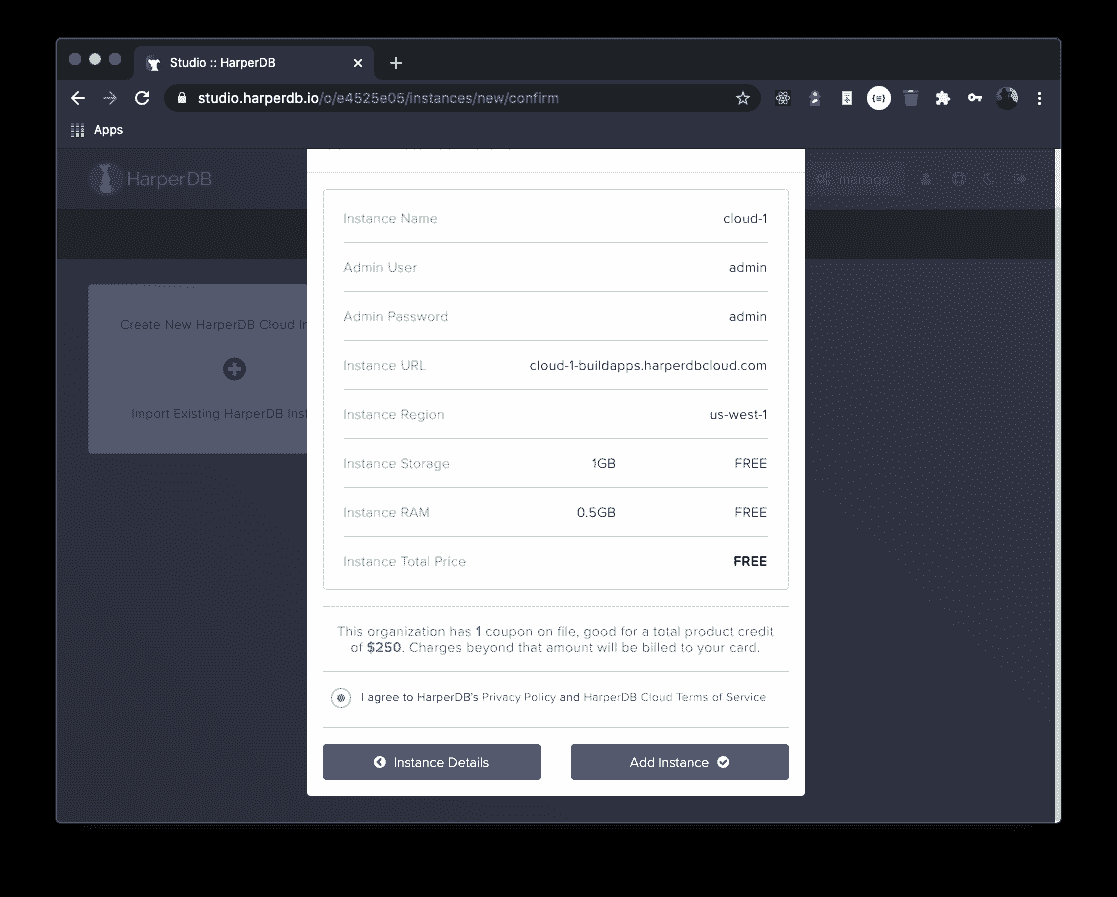 Studio :: HarperDB
studio.harperdb.io/o/e4525e05/instances/new/confirm
Apps
HarperDB
manage
Create New HarperDB Cloud In
Import Existing HarperDB Inst
Instance Name cloud-1
Admin User admin
Admin Password admin
Instance URL cloud-1-buildapps.harperdbcloud.com
Instance Region us-west-1
Instance Storage 1GB FREE
Instance RAM 0.5GB FREE
Instance Total Price FREE
This organization has 1 coupon on file, good for a total product credit
of $250. Charges beyond that amount will be billed to your card.
I agree to HarperDB's Privacy Policy and HarperDB Cloud Terms of Service
Instance Details
Add Instance